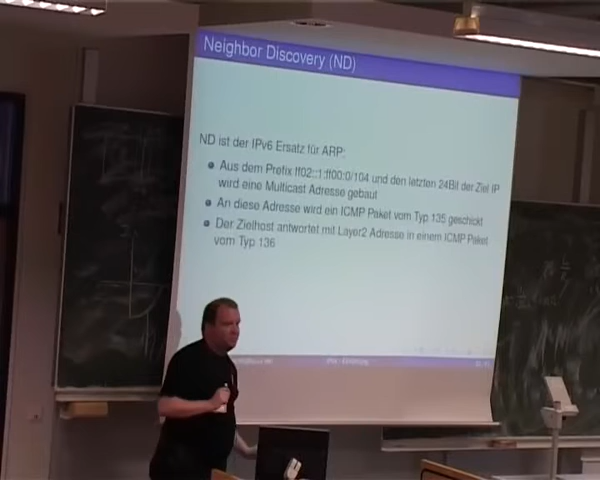 Neighbor Discovery (ND)
ND ist der IPv6 Ersatz für ARP:
Aus dem Prefix ff02::1:ff00:0/104 und den letzten 24Bit der Ziel IP
wird eine Multicast Adresse gebaut
An diese Adresse wird ein ICMP Paket vom Typ 135 geschickt
Der Zielhost antwortet mit Layer2 Adresse in einem ICMP Paket
vom Typ 136